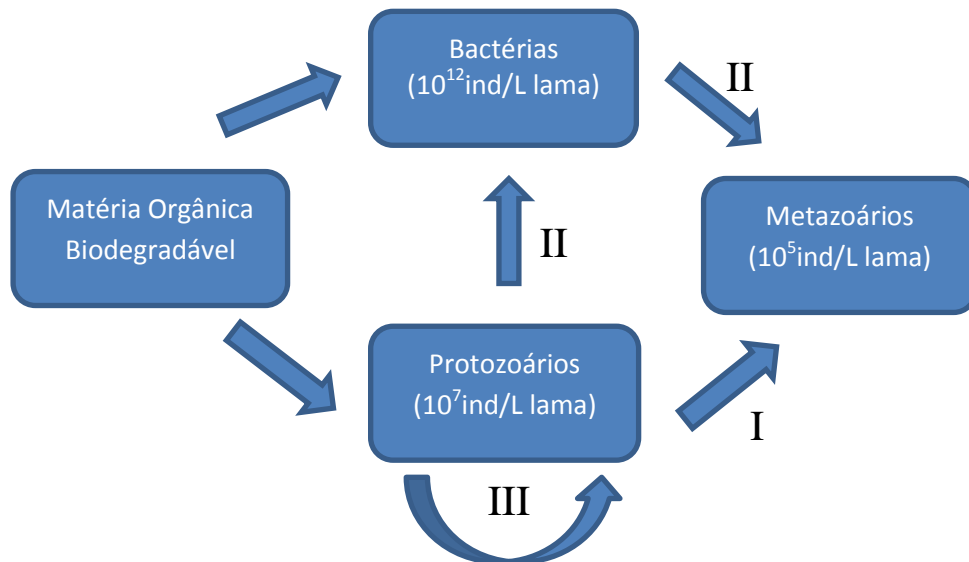 Bactérias
(10¹²ind/L lama)
II
Matéria Orgânica
Biodegradável
II
Metazoários
(10⁵ind/L lama)
Protozoários
(10⁷ind/L lama)
I
III